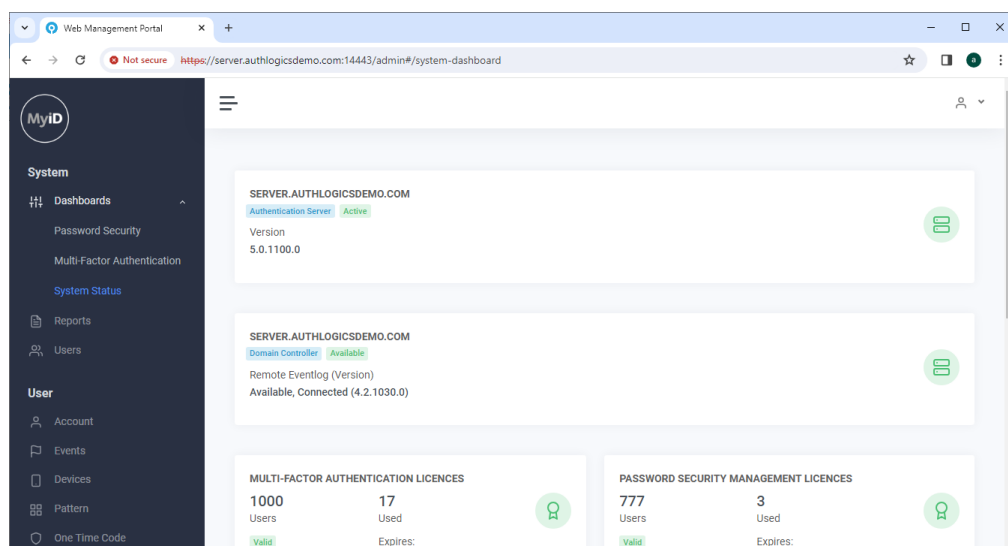 Web Management Portal
Not secure https://server.authlogicsdemo.com:14443/admin#/system-dashboard
a
MyiD
System
Dashboards
Password Security
Multi-Factor Authentication
System Status
Reports
Users
User
Account
Events
Devices
Pattern
One Time Code
SERVER.AUTHLOGICSDEMO.COM
Authentication Server Active
Version
5.0.1100.0
SERVER.AUTHLOGICSDEMO.COM
Domain Controller Available
Remote Eventlog (Version)
Available, Connected (4.2.1030.0)
MULTI-FACTOR AUTHENTICATION LICENCES
1000 17
Users Used
Valid Expires:
PASSWORD SECURITY MANAGEMENT LICENCES
777 3
Users Used
Valid Expires: